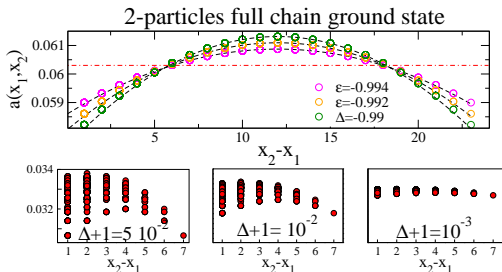 2-particles full chain ground state
a(x₁,x₂)
0.061
0.06
0.059
ε=-0.994
ε=-0.992
Δ=-0.99
5 10 15 20
x₂-x₁
0.034
0.032
Δ+1=5 10⁻²
Δ+1= 10⁻²
Δ+1=10⁻³
1 2 3 4 5 6 7 1 2 3 4 5 6 7 1 2 3 4 5 6 7
x₂-x₁ x₂-x₁ x₂-x₁